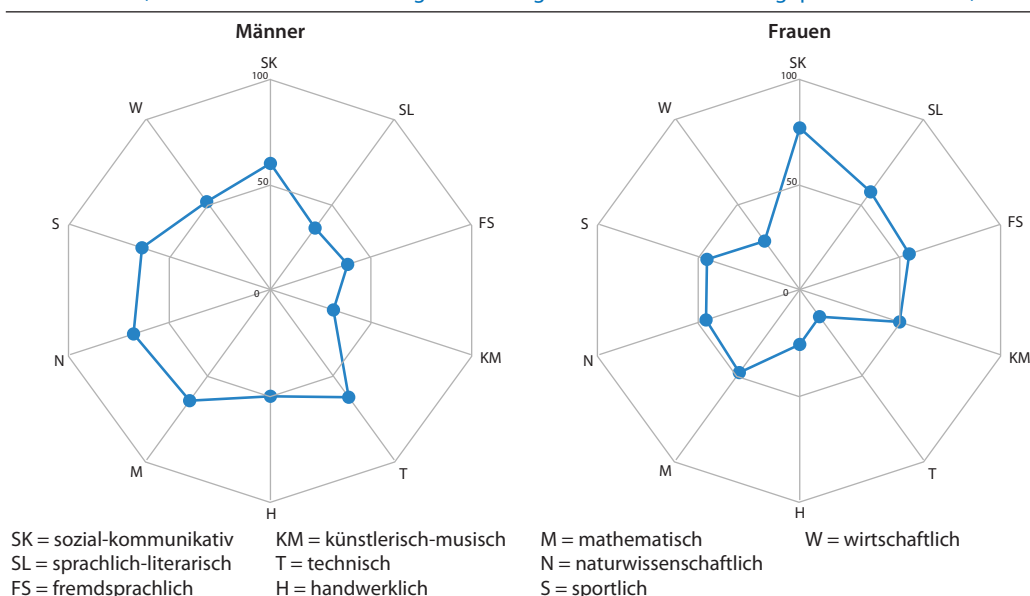 Männer
SK
100
W
SL
50
S
FS
0
N
KM
M
T
H
Frauen
SK
100
W
SL
50
S
FS
0
N
KM
M
T
H
SK = sozial-kommunikativ
KM = künstlerisch-musisch
M = mathematisch
W = wirtschaftlich
SL = sprachlich-literarisch
T = technisch
N = naturwissenschaftlich
FS = fremdsprachlich
H = handwerklich
S = sportlich